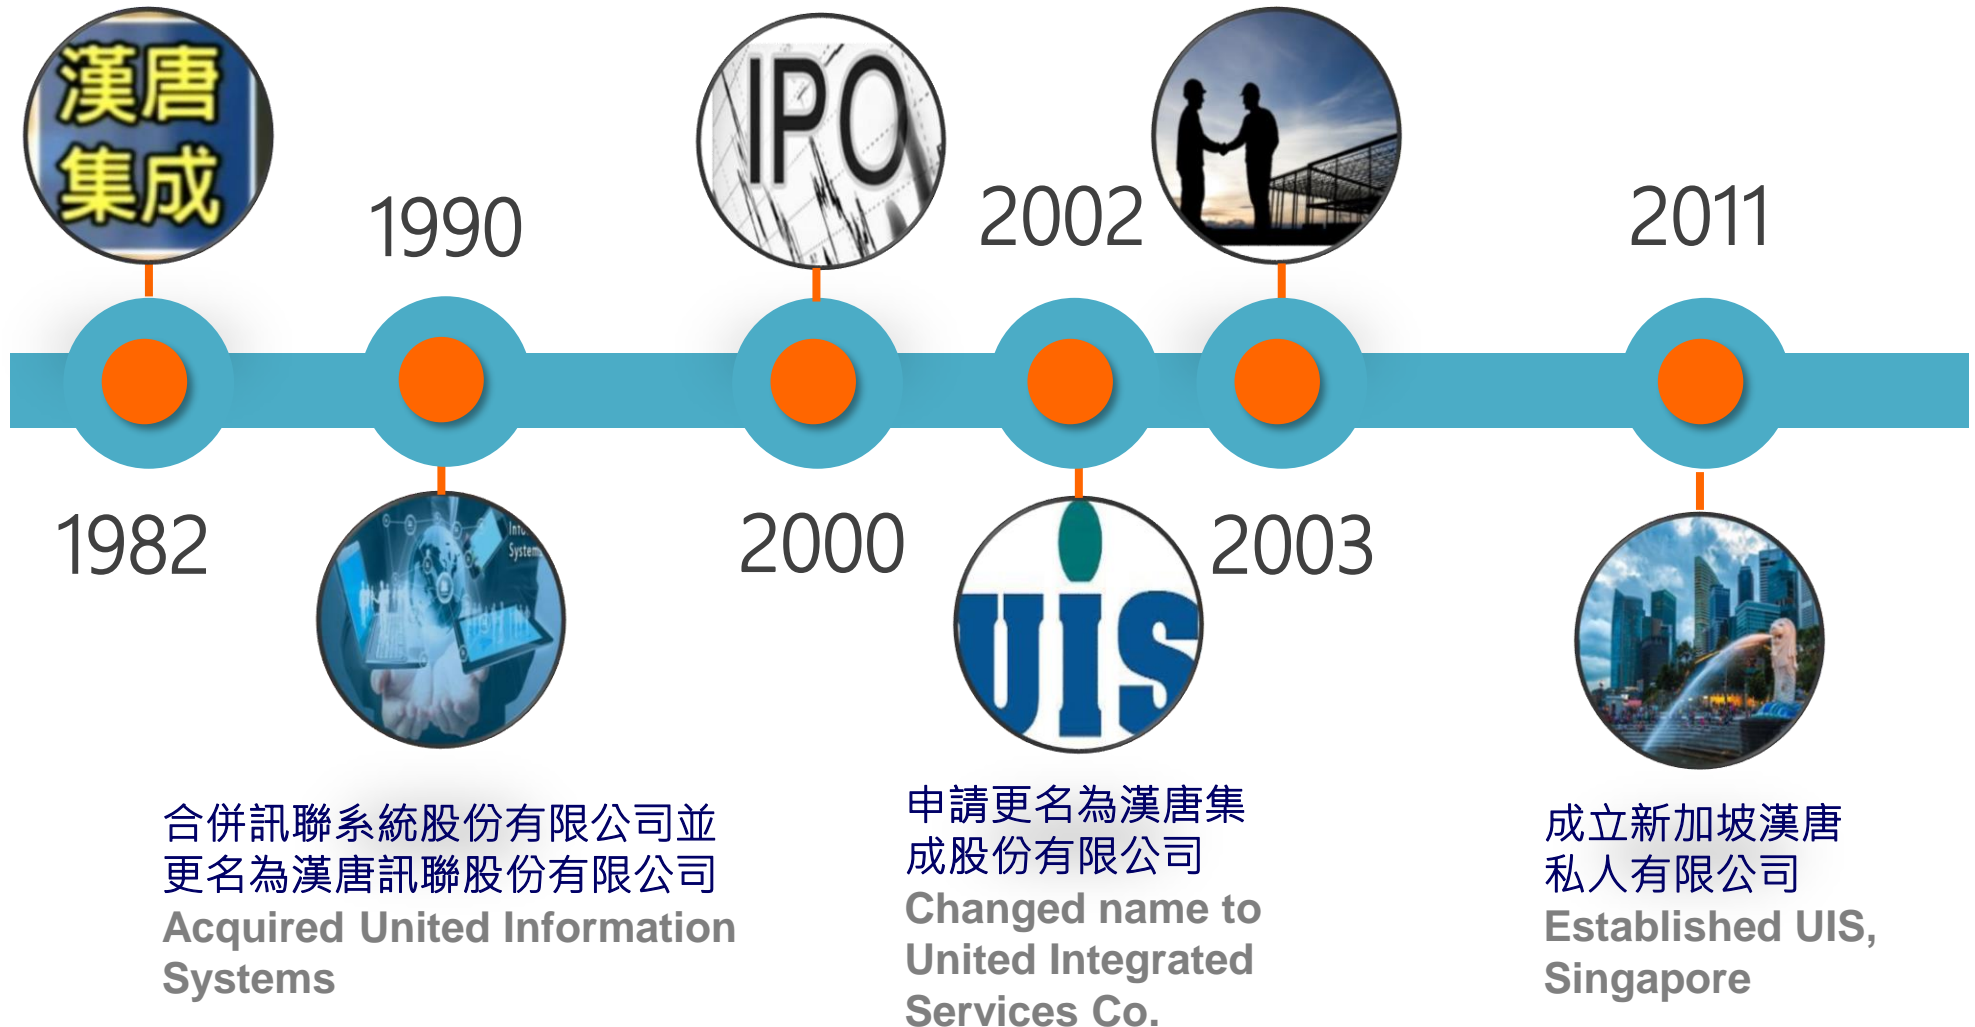 漢唐
集成
1990
IPO
2002
2011
1982
2000
2003
Systems
UIS
合併訊聯系統股份有限公司並
更名為漢唐訊聯股份有限公司
Acquired United Information
Systems
申請更名為漢唐集
成股份有限公司
Changed name to
United Integrated
Services Co.
成立新加坡漢唐
私人有限公司
Established UIS,
Singapore